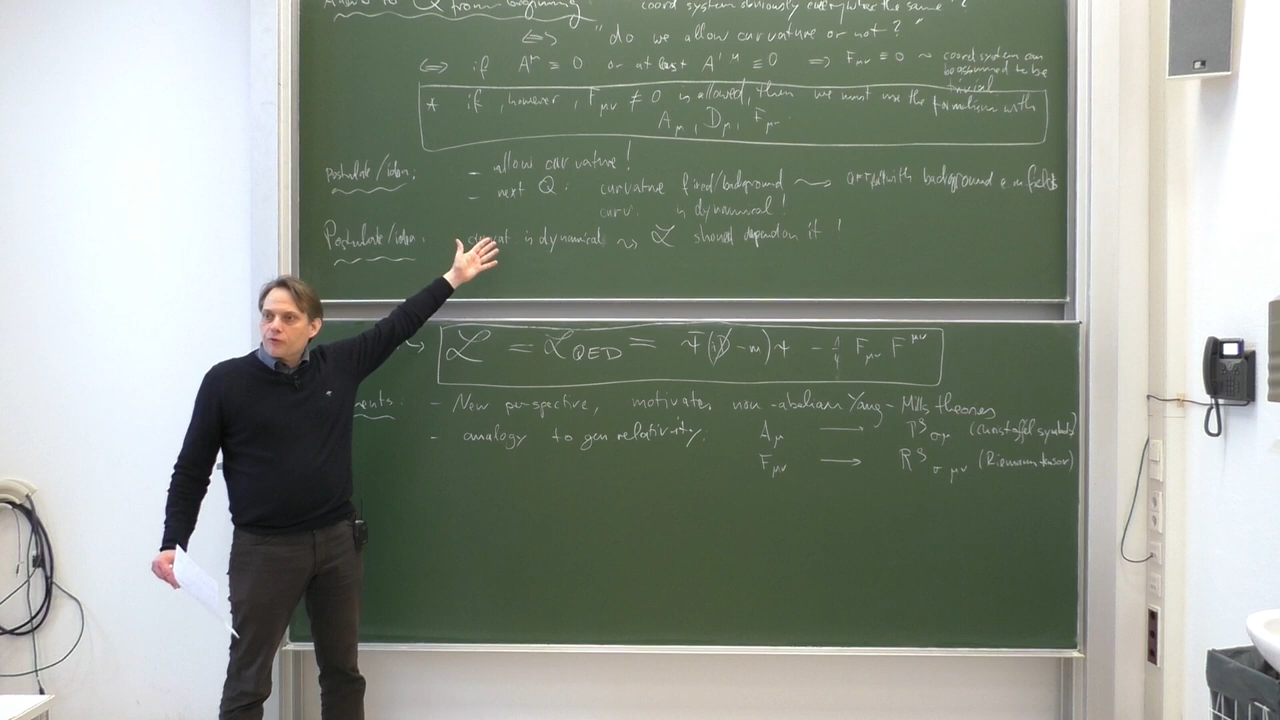 Q from beginning: coord system obviously everywhere the same"?
⇔ "do we allow curvature or not?"
⇔ if A^μ ≡ 0 or at least A'^μ ≡ 0 ⇒ F_μν ≡ 0 ~ coord system can be assumed to be trivial
* if, however, F_μν ≠ 0 is allowed, then we must use the formalism with
A_μ, D_μ, F_μν
Postulate/idea: - allow curvature!
- next Q: curvature fixed/background ⇝ with background e.m. fields
curv. is dynamical!
Postulate/idea: is dynamical ⇝ ℒ should depend on it!
ℒ = ℒ_QED = ψ̄(iD̸ - m)ψ - 1/4 F_μν F^μν
ments: - New perspective, motivates non-abelian Yang-Mills theories
- analogy to gen relativity: A_μ ⟶ Γ^ρ_σμ (Christoffel symbols)
F_μν ⟶ R^ρ_σμν (Riemann tensor)